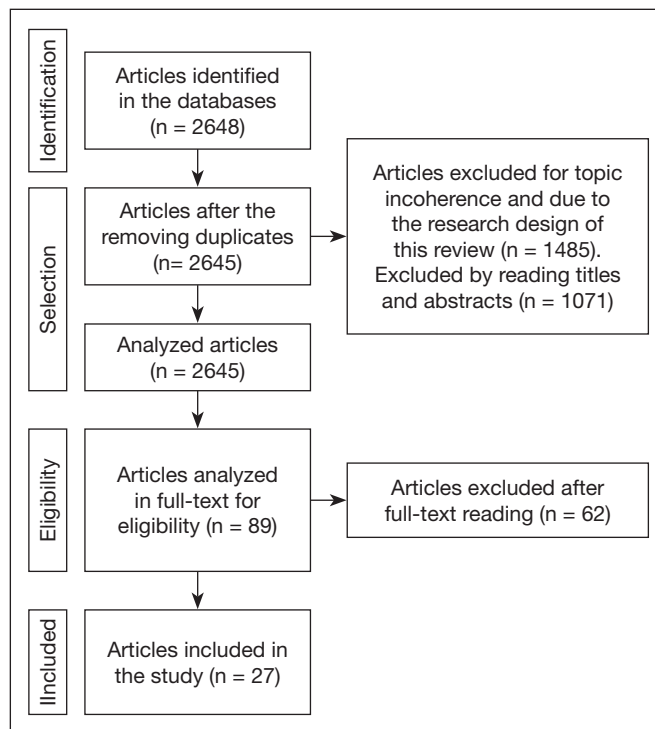 Identification
Articles identified
in the databases
(n = 2648)
Selection
Articles after the
removing duplicates
(n= 2645)
Articles excluded for topic
incoherence and due to
the research design of
this review (n = 1485).
Excluded by reading titles
and abstracts (n = 1071)
Analyzed articles
(n = 2645)
Eligibility
Articles analyzed
in full-text for
eligibility (n = 89)
Articles excluded after
full-text reading (n = 62)
IIncluded
Articles included in
the study (n = 27)